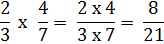 2/3 x 4/7 = 2 x 4/3 x 7 = 8/21